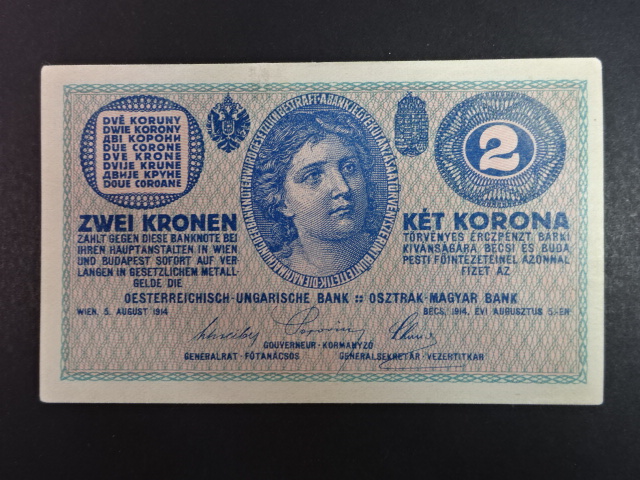 DVĚ KORUNY
DWIE KORONY
ДВІ КОРОНИ
DUE CORONE
DVE KRONE
DVIJE KRUNE
ДВИЈЕ КРУНЕ
DOUE COROANE
2
ZWEI KRONEN
ZAHLT GEGEN DIESE BANKNOTE BEI
IHREN HAUPTANSTALTEN IN WIEN
UND BUDAPEST SOFORT AUF VER-
LANGEN IN GESETZLICHEM METALL-
GELDE DIE
KÉT KORONA
TÖRVÉNYES ÉRCZPÉNZT BÁRKI
KIVÁNSÁGÁRA BÉCSI ÉS BUDA-
PESTI FŐINTÉZETEINÉL AZONNAL
FIZET AZ
OESTERREICHISCH-UNGARISCHE BANK :: OSZTRÁK-MAGYAR BANK
WIEN, 5. AUGUST 1914
BÉCS, 1914. ÉVI AUGUSTUS 5.-ÉN
GOUVERNEUR · KORMÁNYZÓ
GENERALRAT · FŐTANÁCSOS
GENERALSEKRETÄR · VEZÉRTITKÁR